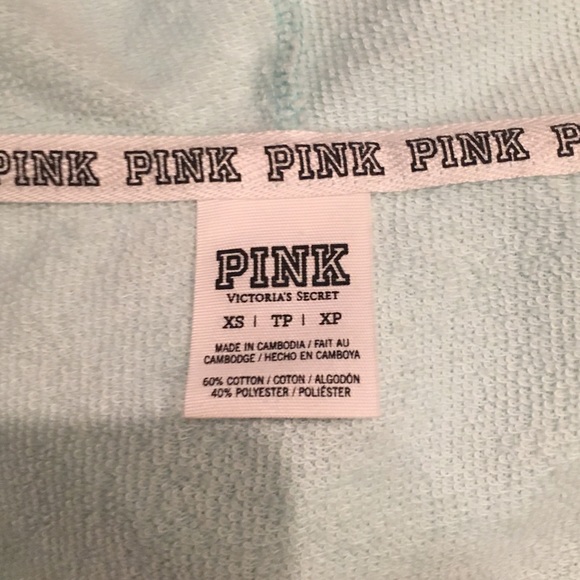 PINK PINK PINK PINK P
PINK
VICTORIA'S SECRET
XS | TP | XP
MADE IN CAMBODIA / FAIT AU
CAMBODGE / HECHO EN CAMBOYA
60% COTTON / COTON / ALGODÓN
40% POLYESTER / POLIÉSTER